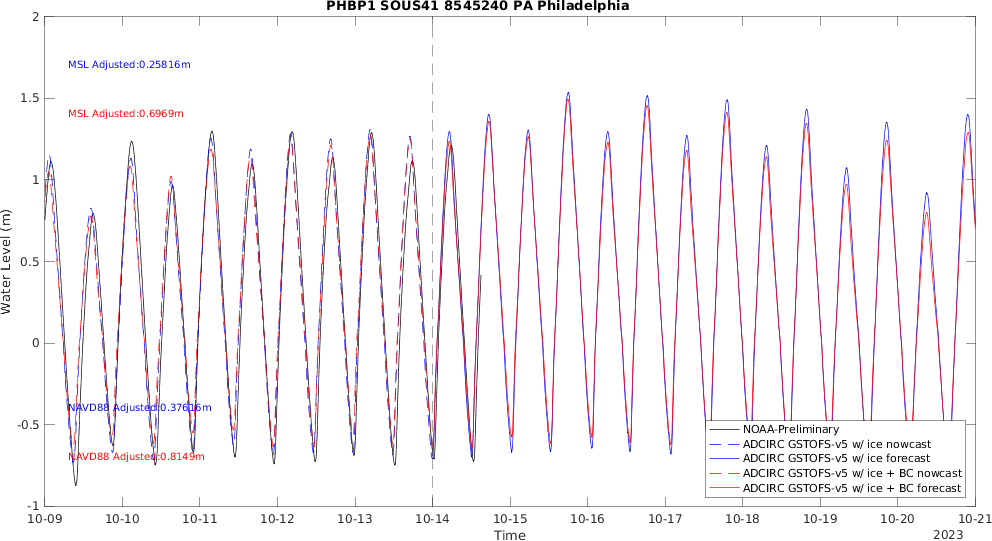 PHBP1 SOUS41 8545240 PA Philadelphia
2
MSL Adjusted:0.25816m
1.5
MSL Adjusted:0.6969m
1
Water Level (m)
0.5
0
NAVD88 Adjusted:0.37616m
-0.5
NAVD88 Adjusted:0.8149m
NOAA-Preliminary
ADCIRC GSTOFS-v5 w/ ice nowcast
ADCIRC GSTOFS-v5 w/ ice forecast
ADCIRC GSTOFS-v5 w/ ice + BC nowcast
ADCIRC GSTOFS-v5 w/ ice + BC forecast
-1
10-09 10-10 10-11 10-12 10-13 10-14 10-15 10-16 10-17 10-18 10-19 10-20 10-21
Time
2023